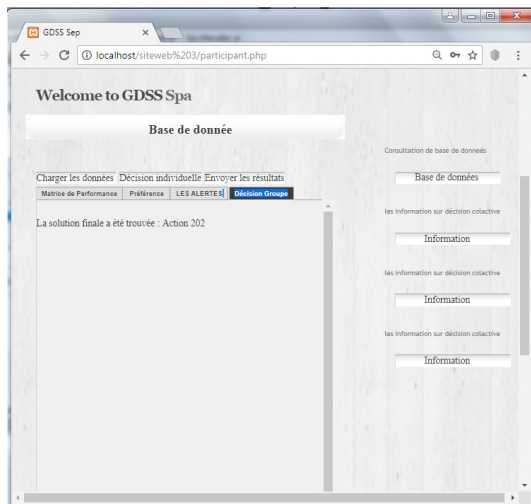 GDSS Sep
localhost/siteweb%203/participant.php
Welcome to GDSS Spa
Base de donnée
Charger les données Décision individuelle Envoyer les résultats
Matrice de Performance Préférence LES ALERTES Décision Groupe
La solution finale a été trouvée : Action 202
Consultation de base de donneés
Base de données
les information sur décision colactive
Information
les information sur décision colactive
Information
les information sur décision colactive
Information